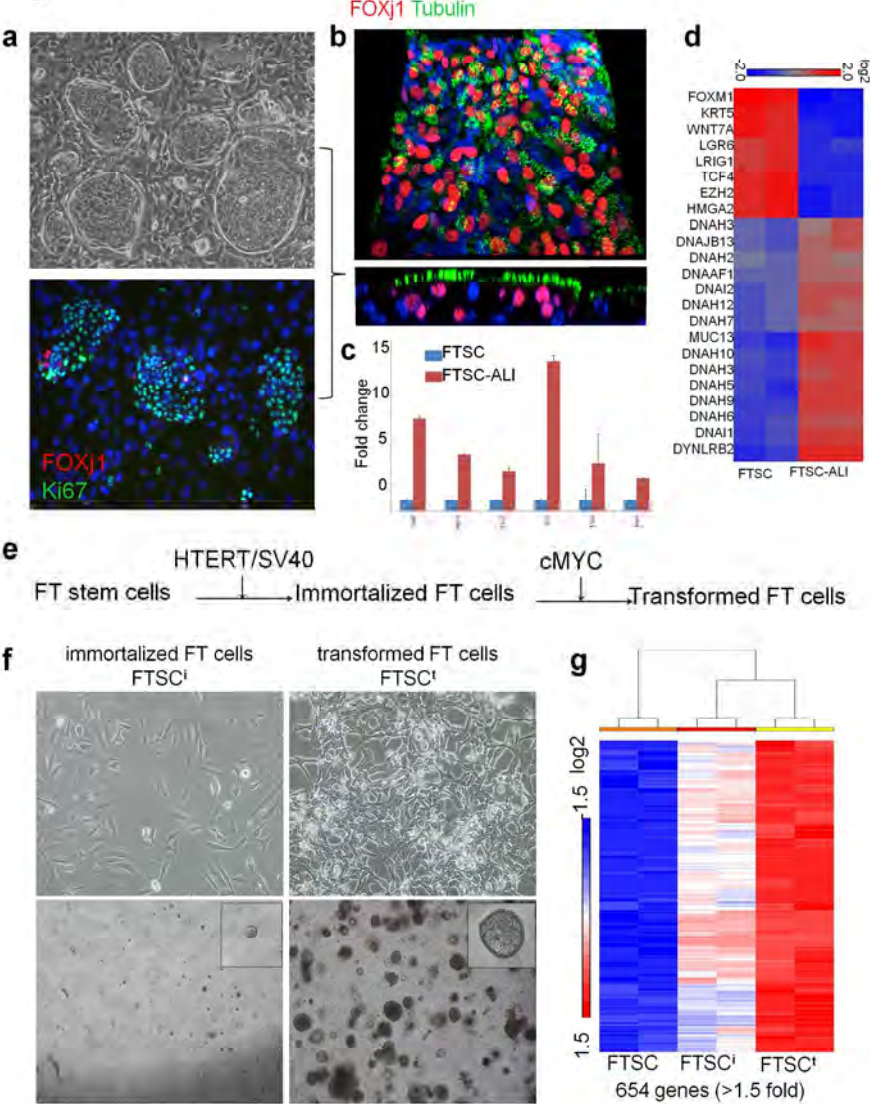 FOXj1 Tubulin
a
b
d
-2.0
2.0
log2
FOXM1
KRT5
WNT7A
LGR6
LRIG1
TCF4
EZH2
HMGA2
DNAH3
DNAJB13
DNAH2
DNAAF1
DNAI2
DNAH12
DNAH7
MUC13
DNAH10
DNAH3
DNAH5
DNAH9
DNAH6
DNAI1
DYNLRB2
FTSC FTSC-ALI
FOXj1
Ki67
c
FTSC
FTSC-ALI
Fold change
15
10
5
0
e
HTERT/SV40 cMYC
FT stem cells Immortalized FT cells Transformed FT cells
f
immortalized FT cells transformed FT cells
FTSCⁱ FTSCᵗ
g
-1.5 log2
1.5
FTSC FTSCⁱ FTSCᵗ
654 genes (>1.5 fold)